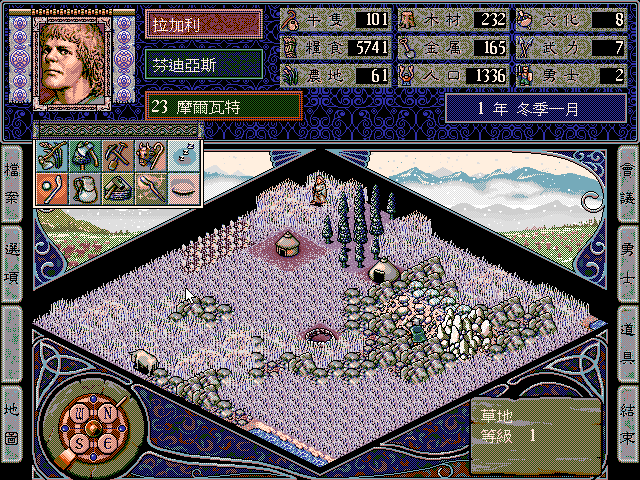 拉加利
芬迪亞斯
23 摩爾瓦特
牛隻 101
木材 232
文化 8
糧食 5741
金属 165
武力 7
農地 61
人口 1336
勇士 2
1 年 冬季一月
檔案
選項
地圖
會議
勇士
道具
結束
W N
S E
草地
等級 1